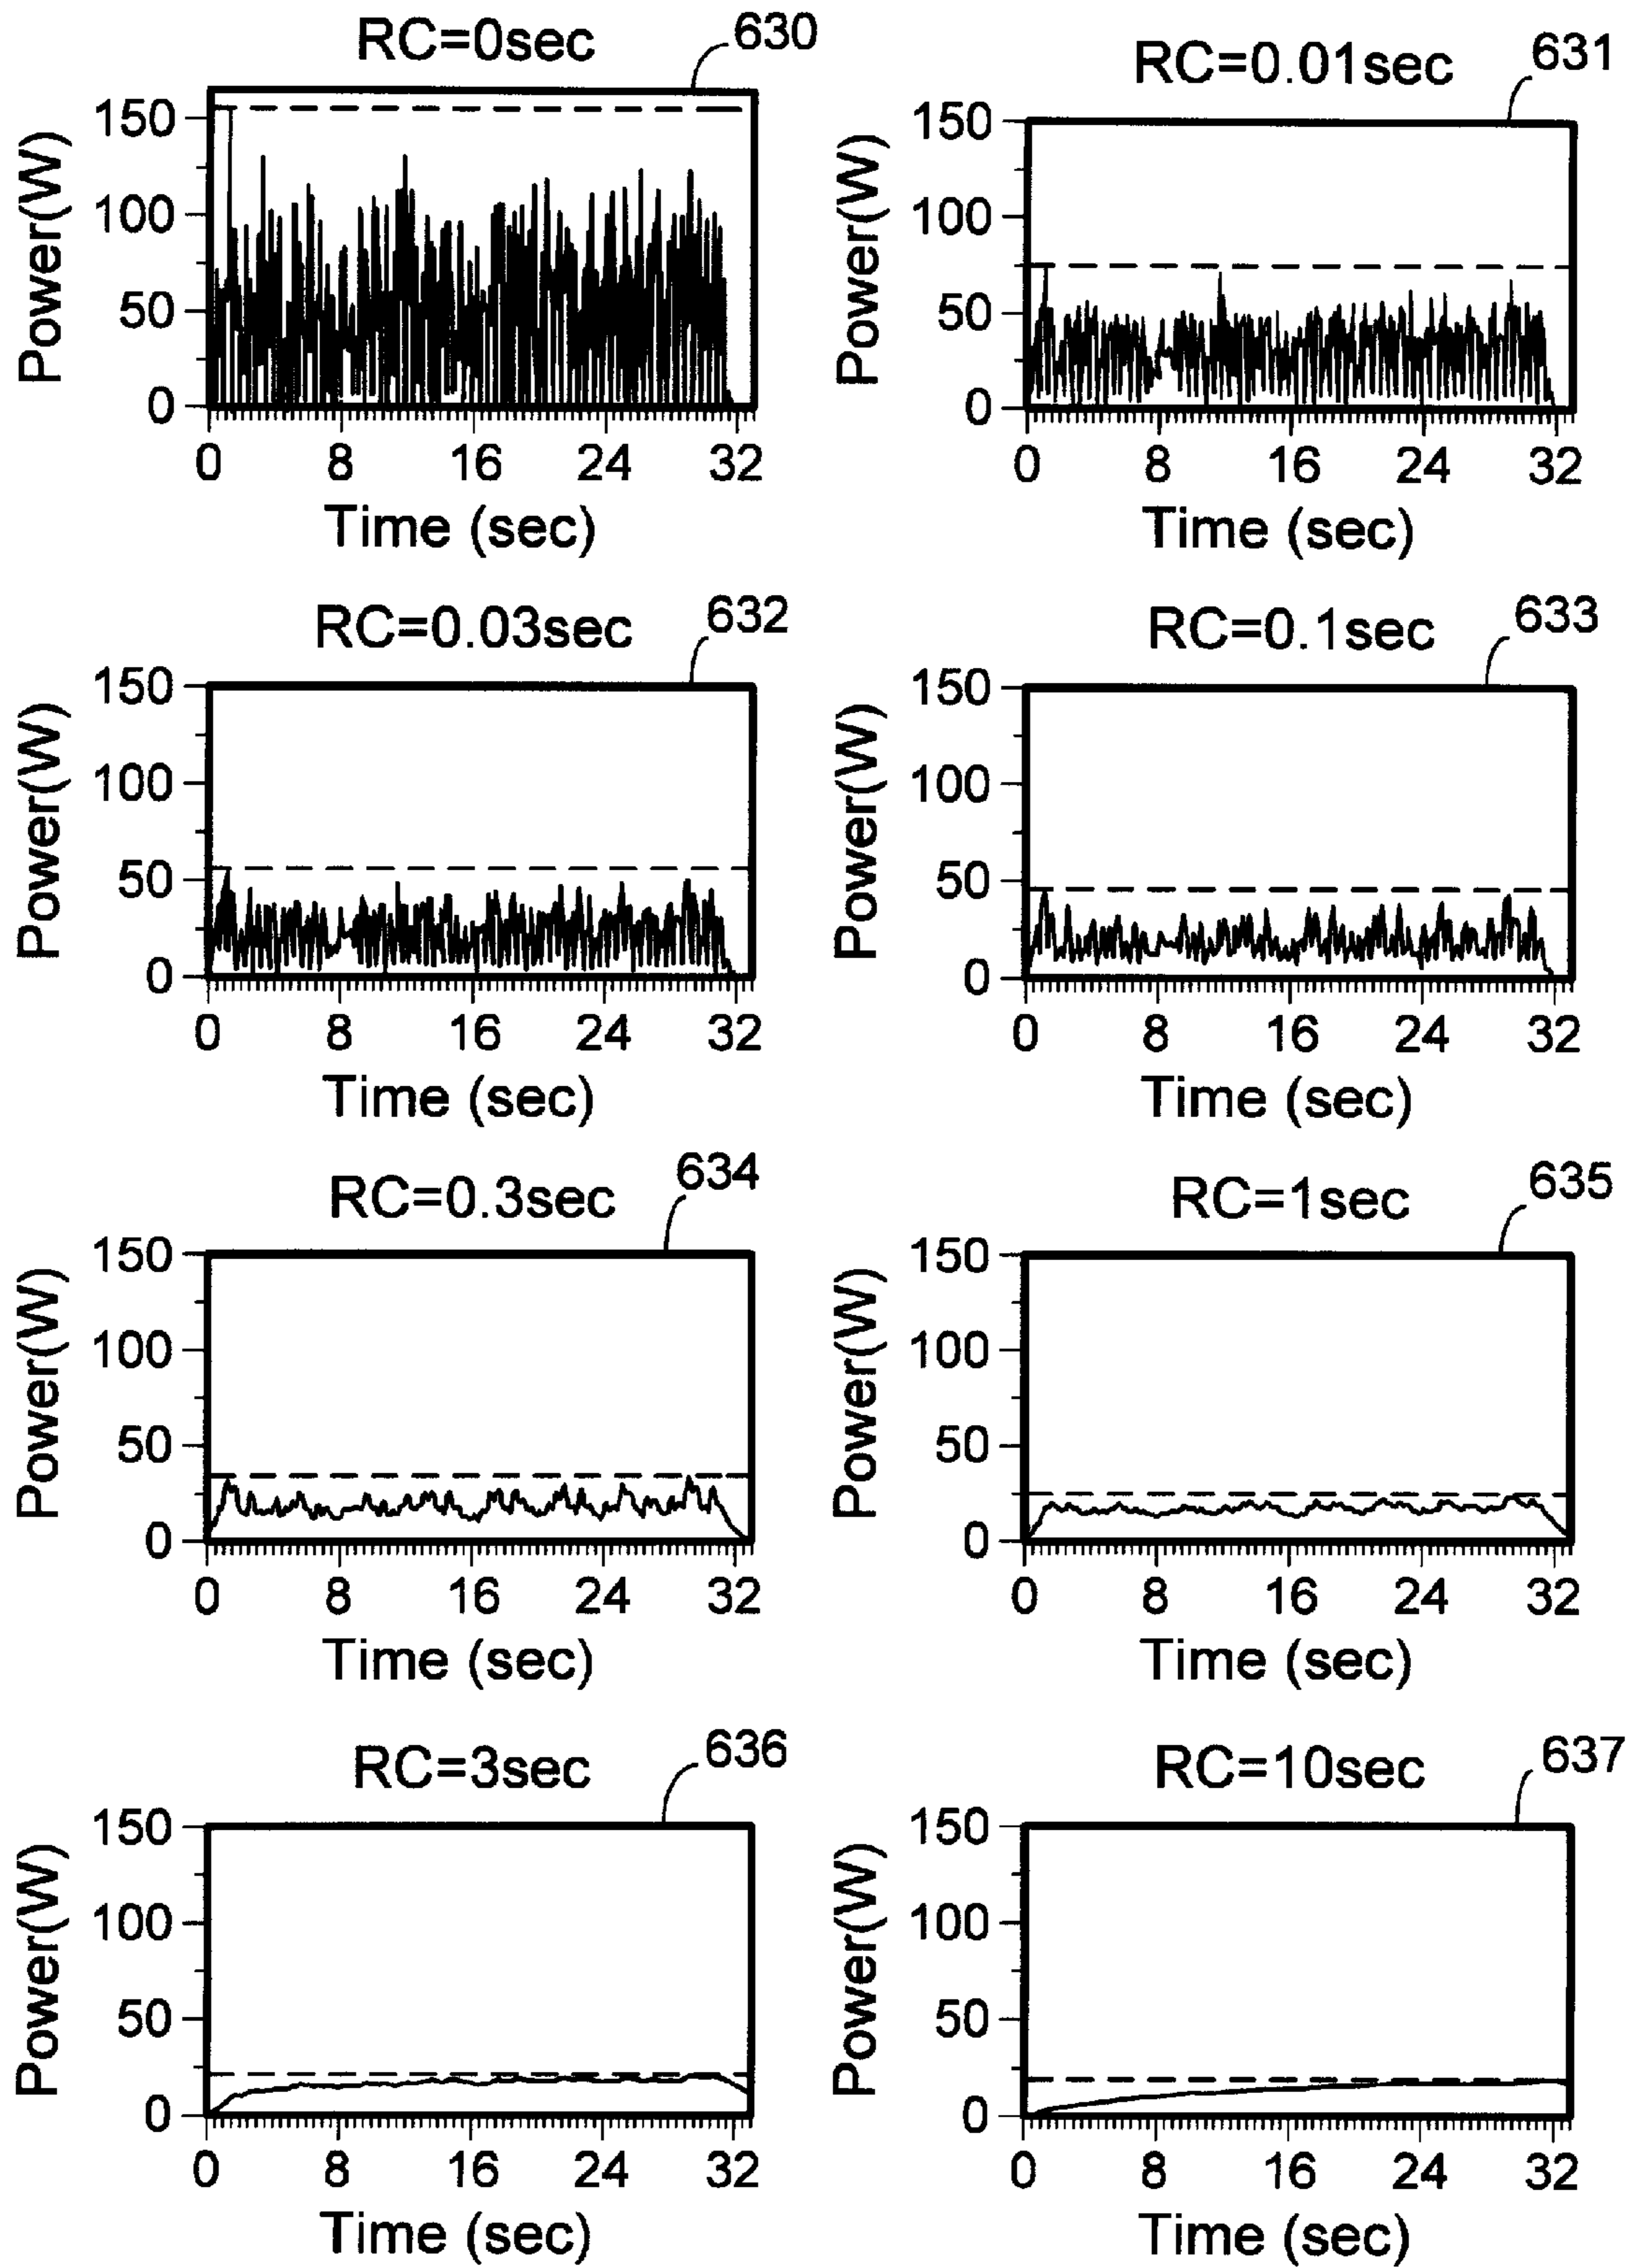 RC=0sec 630
Power(W)
150
100
50
0
0 8 16 24 32
Time (sec)
RC=0.01sec 631
Power(W)
150
100
50
0
0 8 16 24 32
Time (sec)
RC=0.03sec 632
Power(W)
150
100
50
0
0 8 16 24 32
Time (sec)
RC=0.1sec 633
Power(W)
150
100
50
0
0 8 16 24 32
Time (sec)
RC=0.3sec 634
Power(W)
150
100
50
0
0 8 16 24 32
Time (sec)
RC=1sec 635
Power(W)
150
100
50
0
0 8 16 24 32
Time (sec)
RC=3sec 636
Power(W)
150
100
50
0
0 8 16 24 32
Time (sec)
RC=10sec 637
Power(W)
150
100
50
0
0 8 16 24 32
Time (sec)